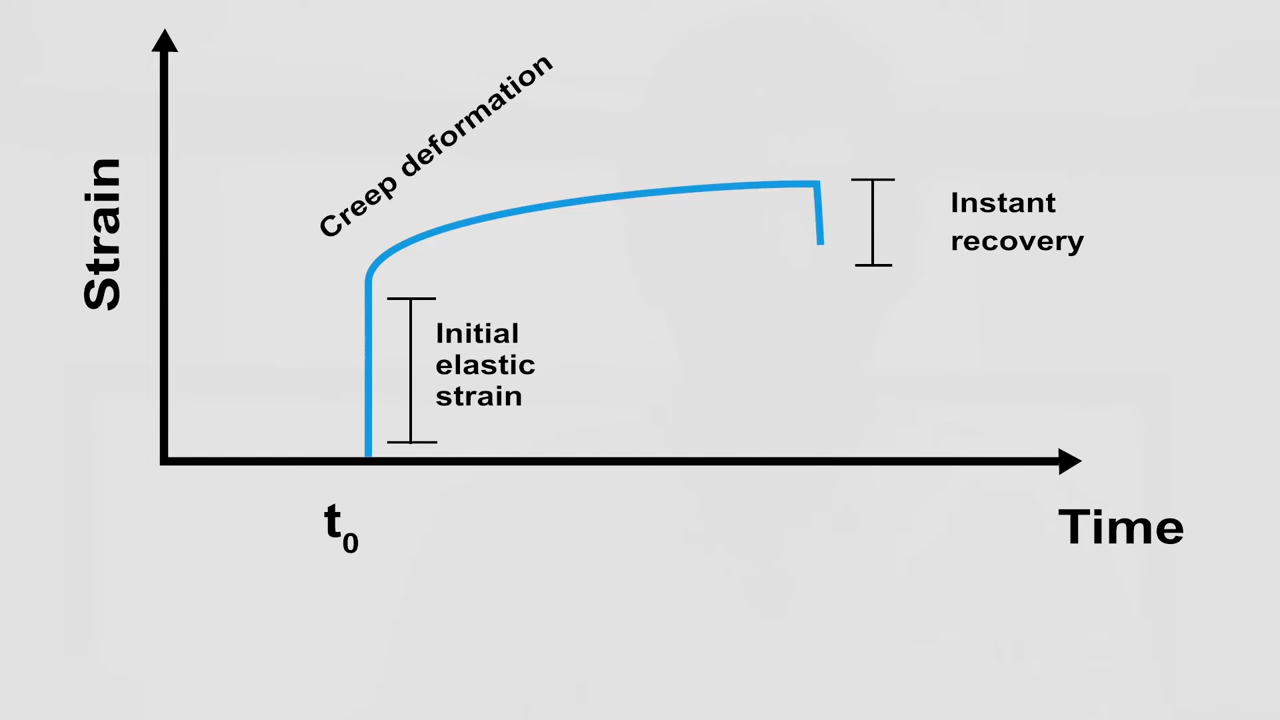 Creep deformation
Strain
Instant
recovery
Initial
elastic
strain
t0
Time